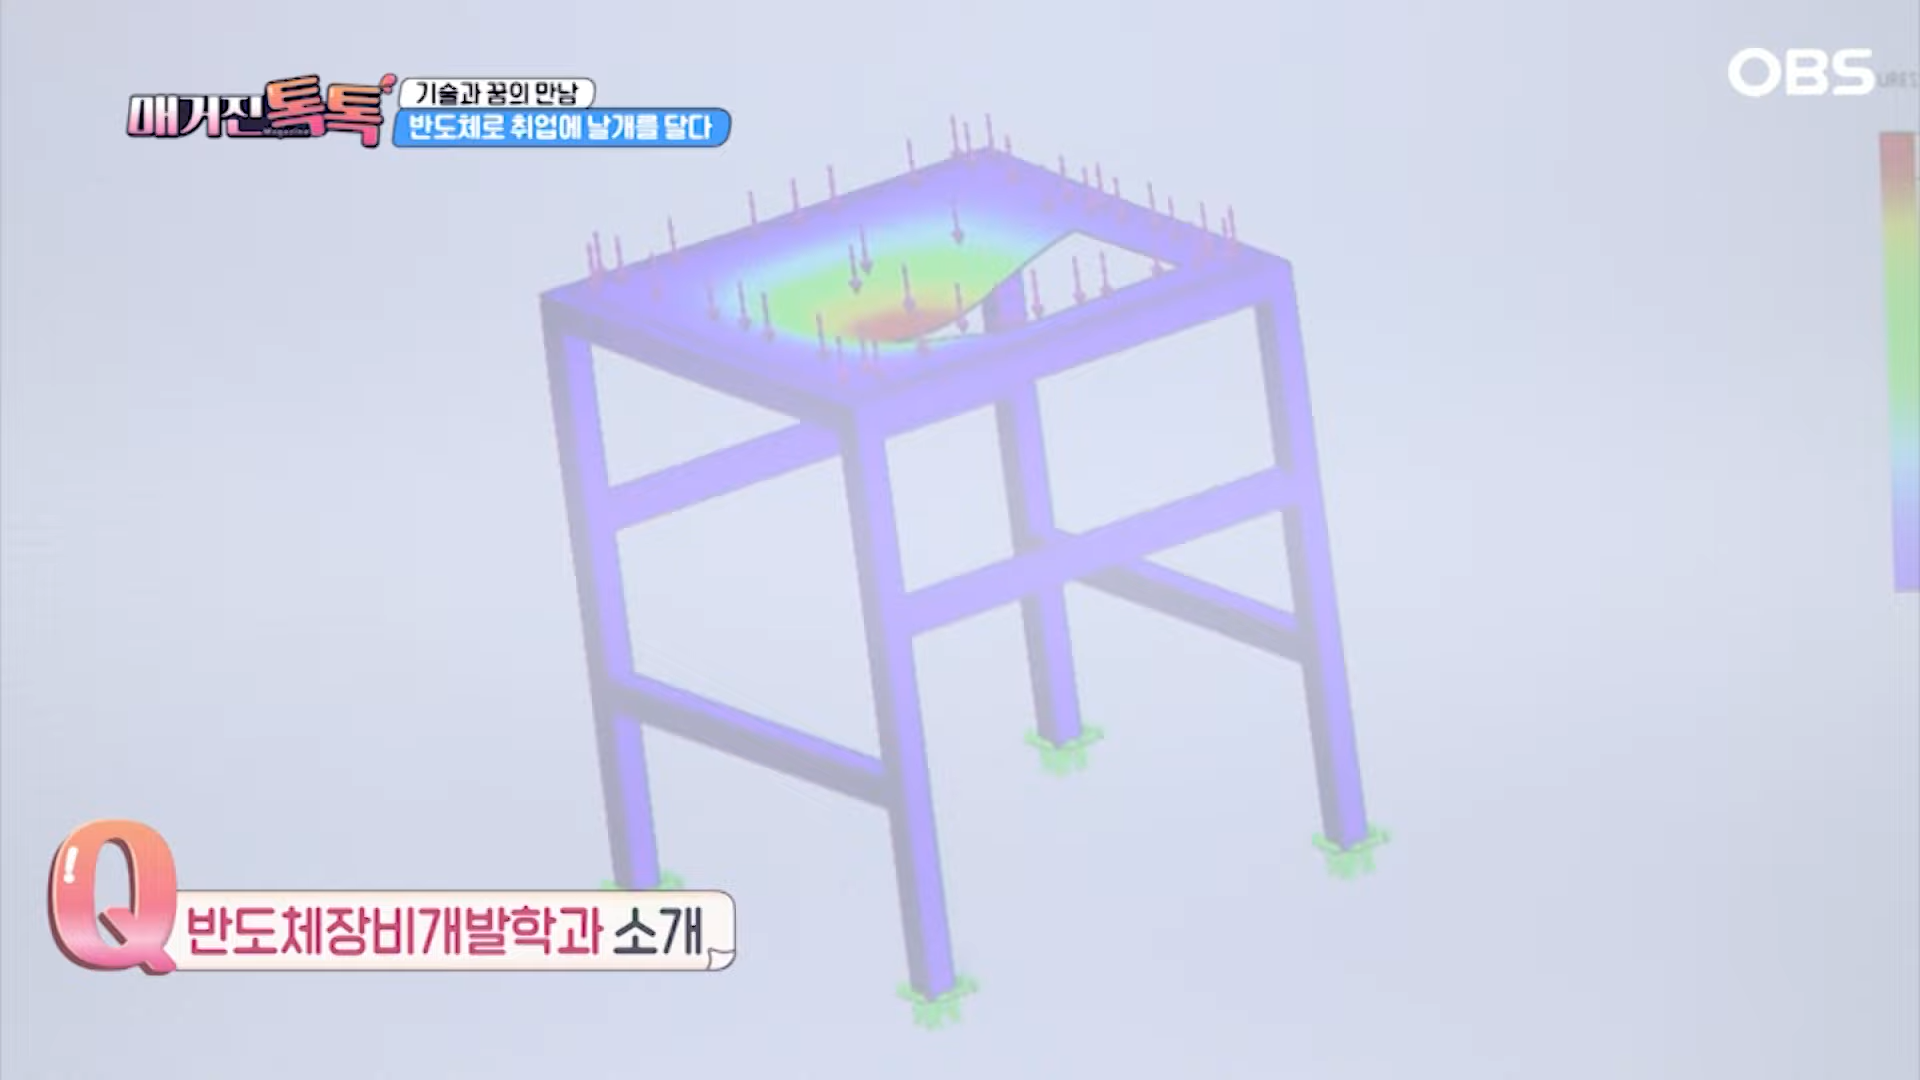 매거진톡톡
Magazine
기술과 꿈의 만남
반도체로 취업에 날개를 달다
OBS
Q 반도체장비개발학과 소개